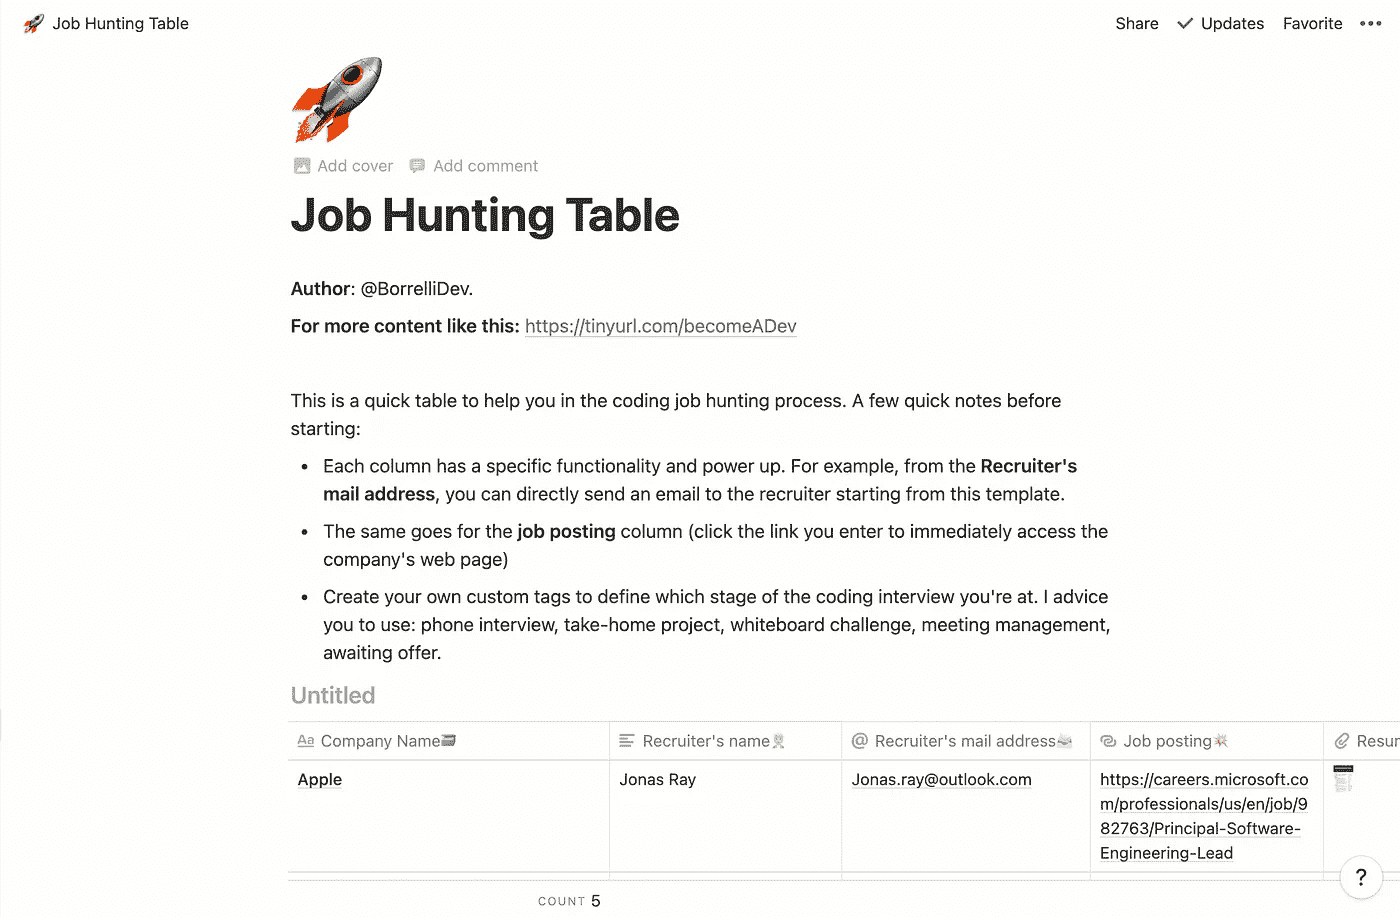 Job Hunting Table
Share Updates Favorite
Add cover Add comment
Job Hunting Table
Author: @BorrelliDev.
For more content like this: https://tinyurl.com/becomeADev
This is a quick table to help you in the coding job hunting process. A few quick notes before
starting:
• Each column has a specific functionality and power up. For example, from the Recruiter's
mail address, you can directly send an email to the recruiter starting from this template.
• The same goes for the job posting column (click the link you enter to immediately access the
company's web page)
• Create your own custom tags to define which stage of the coding interview you're at. I advice
you to use: phone interview, take-home project, whiteboard challenge, meeting management,
awaiting offer.
Untitled
Aa Company Name Recruiter's name @ Recruiter's mail address Job posting Resur
Apple Jonas Ray Jonas.ray@outlook.com https://careers.microsoft.co
m/professionals/us/en/job/9
82763/Principal-Software-
Engineering-Lead
COUNT 5
?